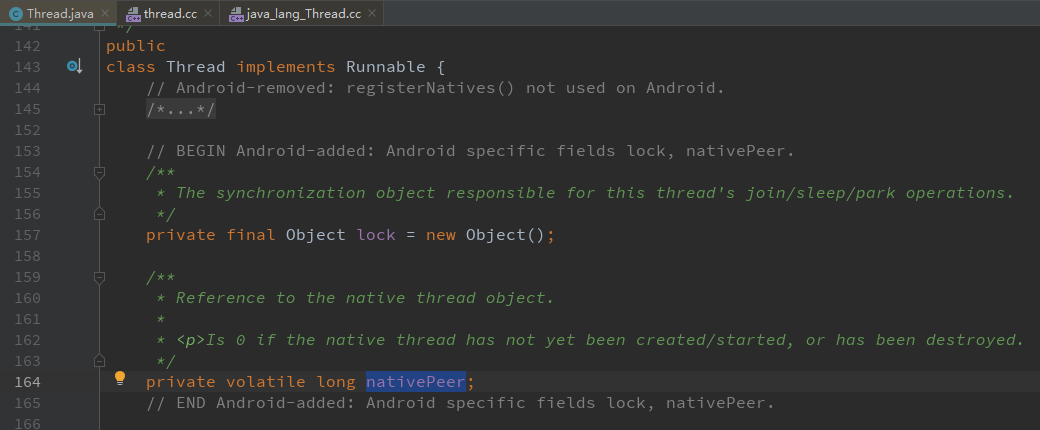 Thread.java thread.cc java_lang_Thread.cc
141 */
142 public
143 class Thread implements Runnable {
144 // Android-removed: registerNatives() not used on Android.
145 /*...*/
152
153 // BEGIN Android-added: Android specific fields lock, nativePeer.
154 /**
155 * The synchronization object responsible for this thread's join/sleep/park operations.
156 */
157 private final Object lock = new Object();
158
159 /**
160 * Reference to the native thread object.
161 *
162 * <p>Is 0 if the native thread has not yet been created/started, or has been destroyed.
163 */
164 private volatile long nativePeer;
165 // END Android-added: Android specific fields lock, nativePeer.
166